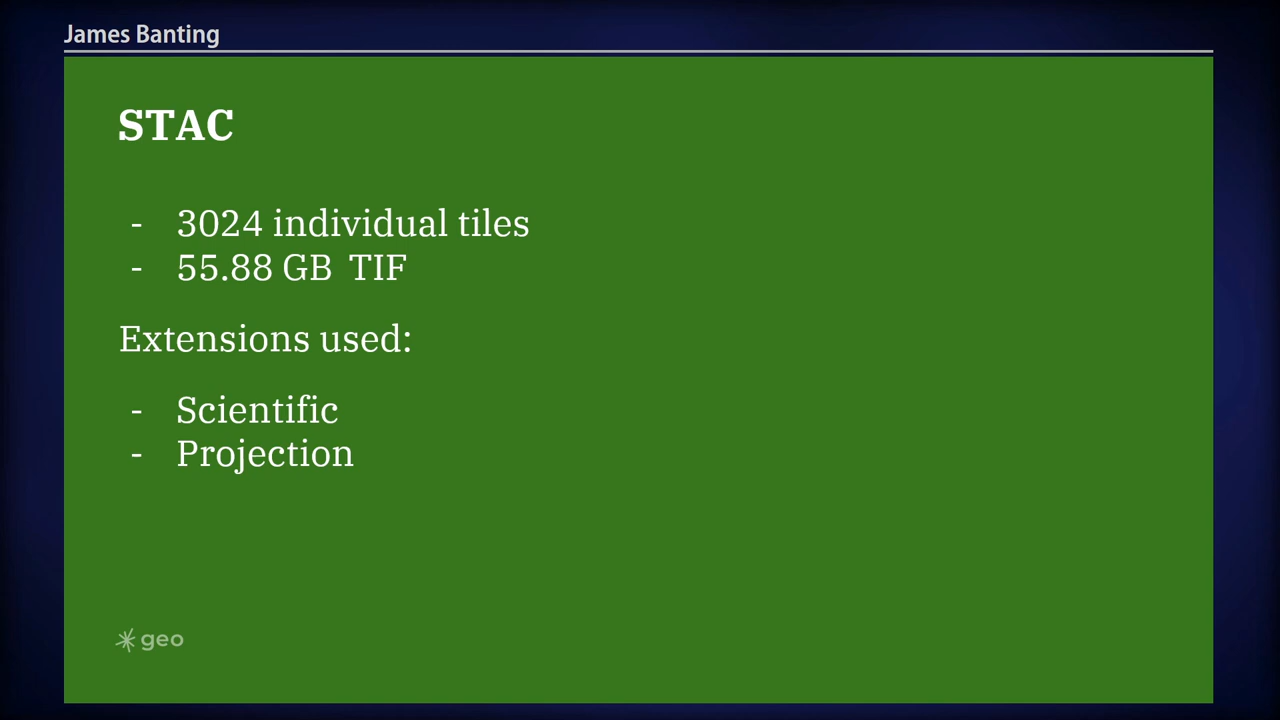 James Banting
STAC
- 3024 individual tiles
- 55.88 GB  TIF
Extensions used:
- Scientific
- Projection
geo